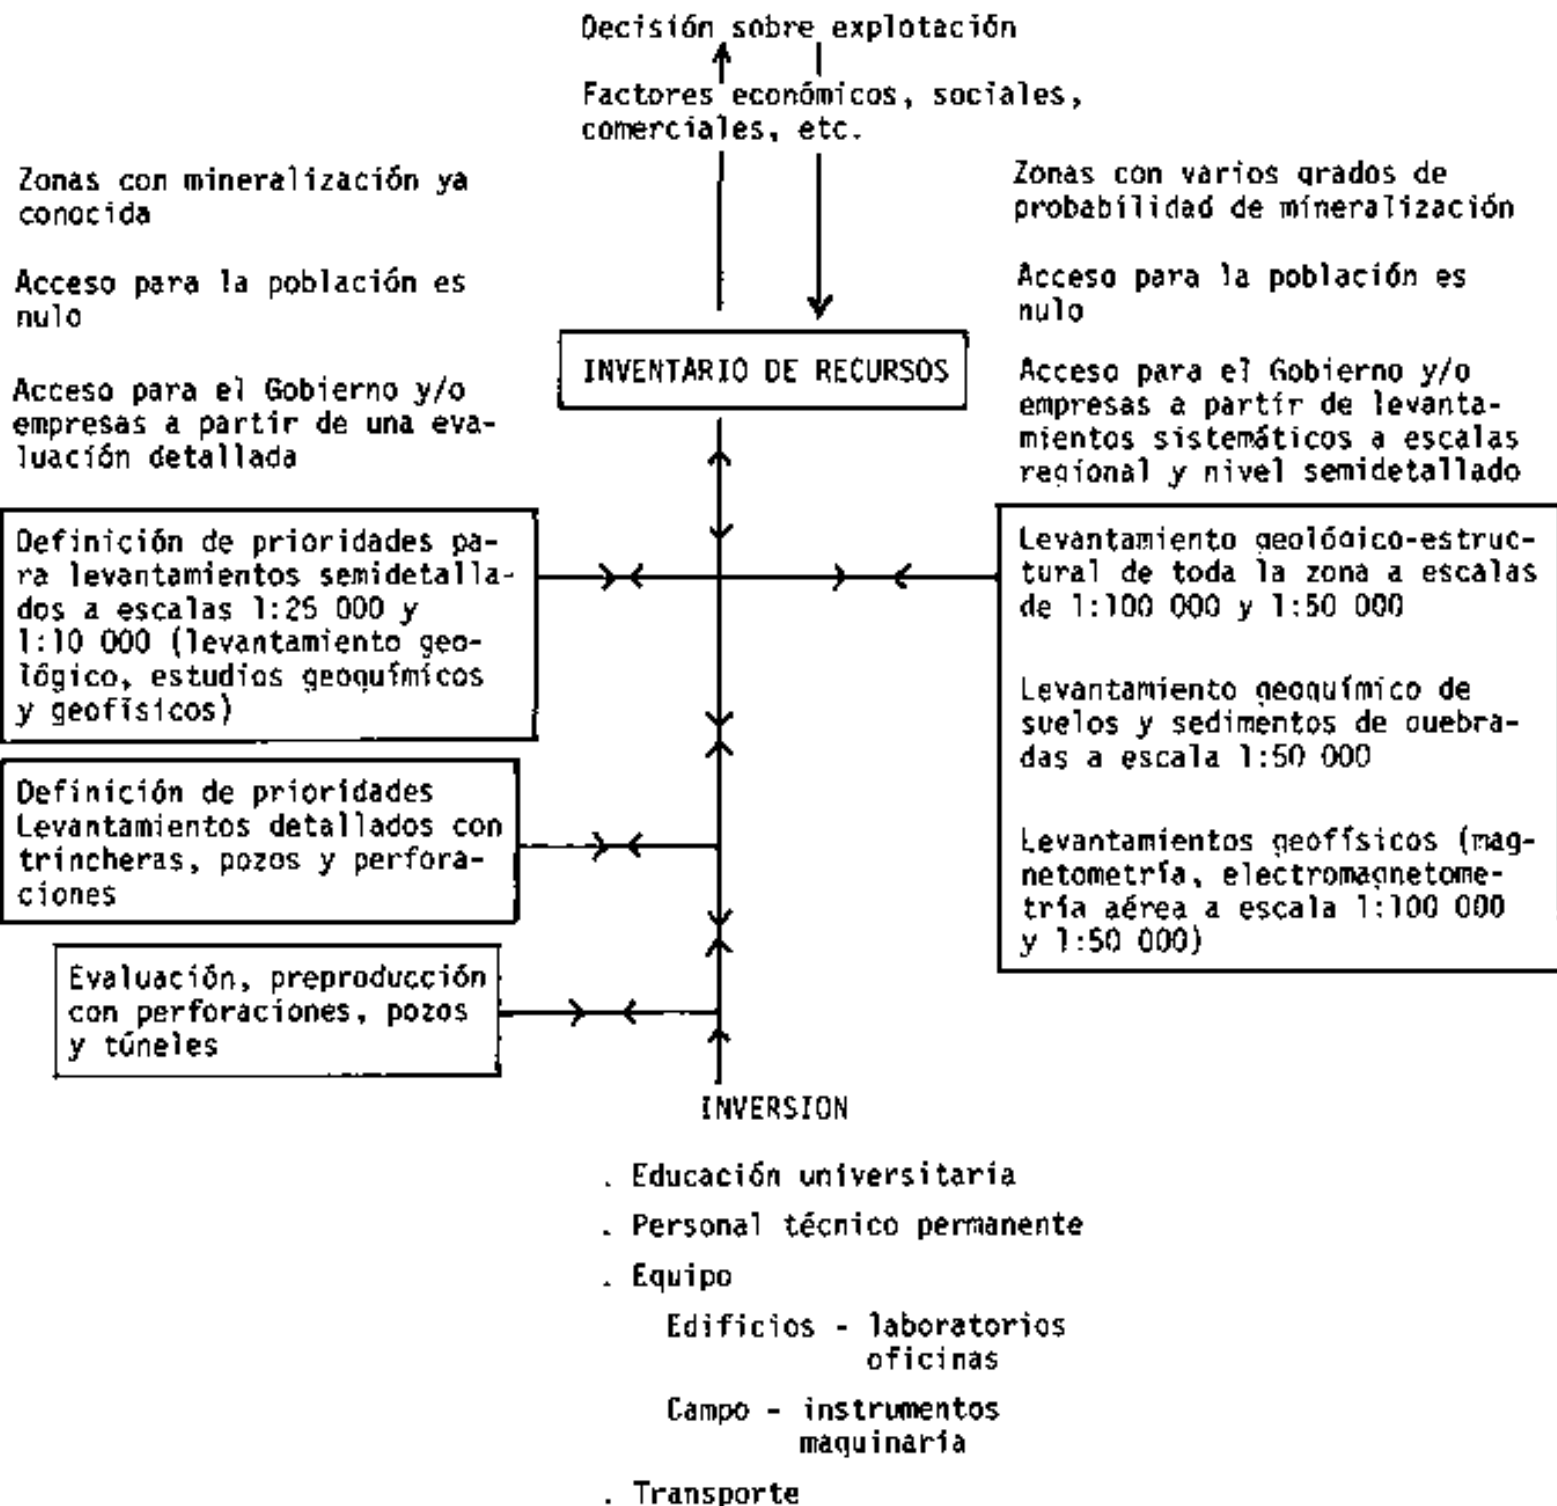 Decisión sobre explotación
Factores económicos, sociales,
comerciales, etc.
Zonas con mineralización ya
conocida
Acceso para la población es
nulo
Acceso para el Gobierno y/o
empresas a partir de una eva-
luación detallada
Zonas con varios grados de
probabilidad de mineralización
Acceso para la población es
nulo
Acceso para el Gobierno y/o
empresas a partir de levanta-
mientos sistemáticos a escalas
regional y nivel semidetallado
INVENTARIO DE RECURSOS
Definición de prioridades pa-
ra levantamientos semidetalla-
dos a escalas 1:25 000 y
1:10 000 (levantamiento geo-
lógico, estudios geoquímicos
y geofísicos)
Definición de prioridades
Levantamientos detallados con
trincheras, pozos y perfora-
ciones
Evaluación, preproducción
con perforaciones, pozos
y túneles
Levantamiento geológico-estruc-
tural de toda la zona a escalas
de 1:100 000 y 1:50 000
Levantamiento geoquímico de
suelos y sedimentos de quebra-
das a escala 1:50 000
Levantamientos geoffísicos (mag-
netometría, electromagnetome-
tría aérea a escala 1:100 000
y 1:50 000)
INVERSION
. Educación universitaria
. Personal técnico permanente
. Equipo
Edificios - laboratorios
oficinas
Campo - instrumentos
maquinaría
. Transporte